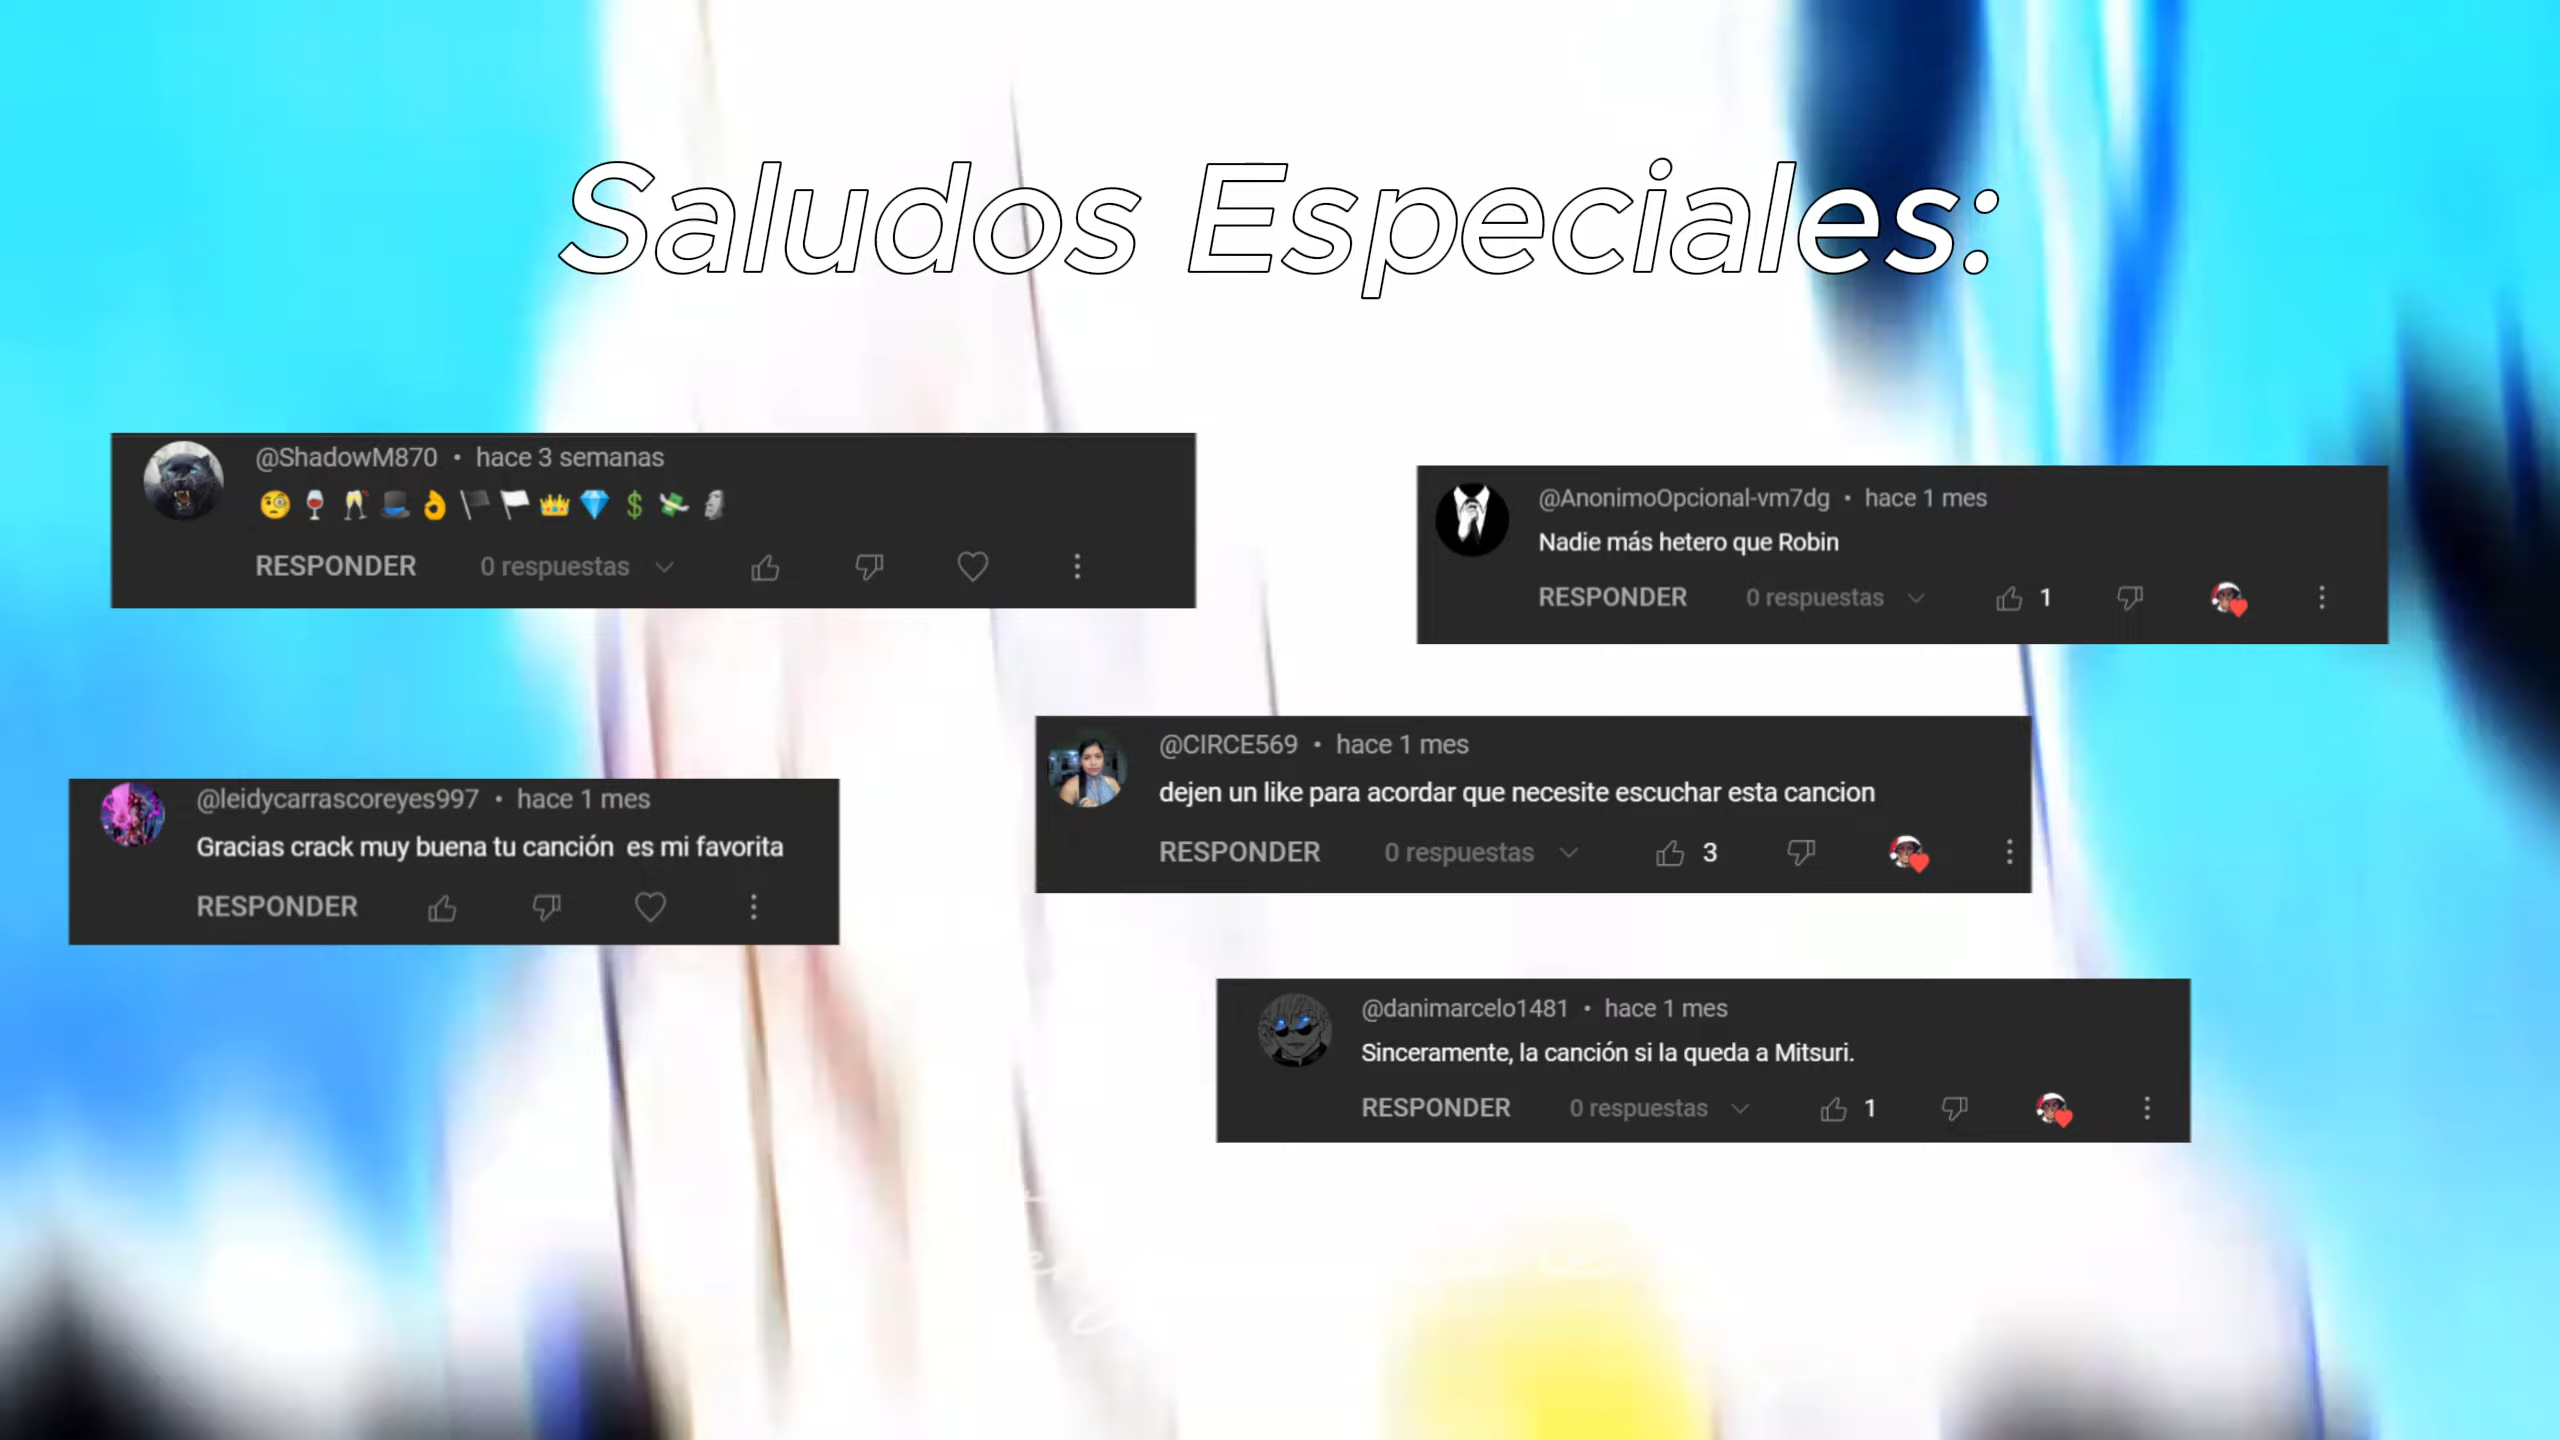 Saludos Especiales:
@ShadowM870 • hace 3 semanas
🧐🍷🥂🎩👌🏴🏳👑💎💲💸🗿
RESPONDER 0 respuestas
@AnonimoOpcional-vm7dg • hace 1 mes
Nadie más hetero que Robin
RESPONDER 0 respuestas 1
@CIRCE569 • hace 1 mes
dejen un like para acordar que necesite escuchar esta cancion
RESPONDER 0 respuestas 3
@leidycarrascoreyes997 • hace 1 mes
Gracias crack muy buena tu canción  es mi favorita
RESPONDER
@danimarcelo1481 • hace 1 mes
Sinceramente, la canción si la queda a Mitsuri.
RESPONDER 0 respuestas 1